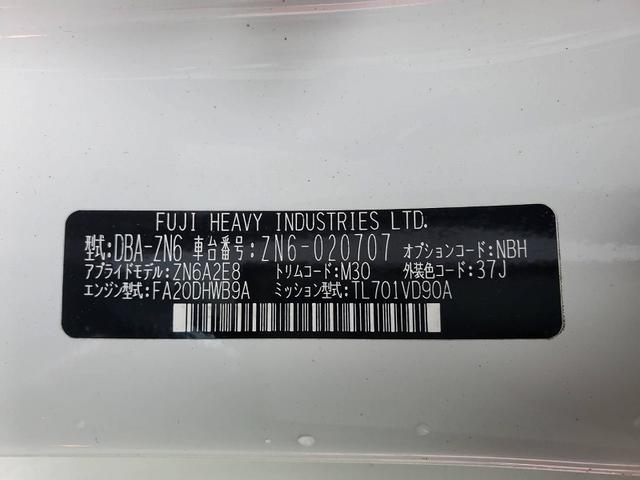 FUJI HEAVY INDUSTRIES LTD.
型式:DBA-ZN6 車台番号:ZN6-020707 オプションコード:NBH
アプライドモデル:ZN6A2E8 トリムコード:M30 外装色コード:37J
エンジン型式:FA20DHWB9A ミッション型式:TL701VD90A